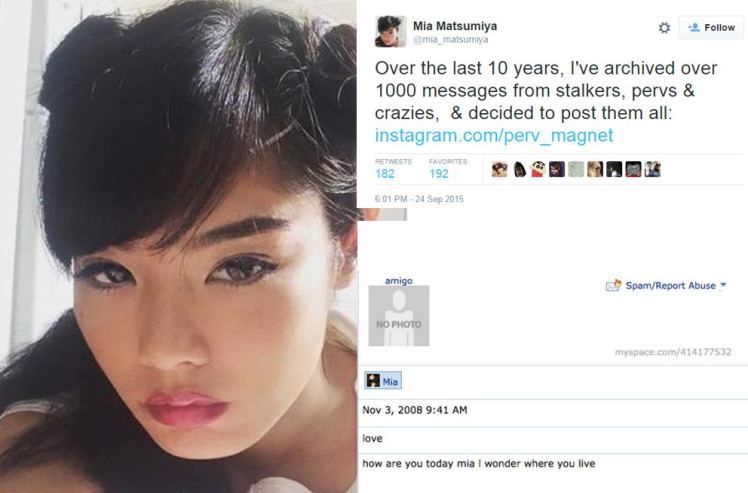 Mia Matsumiya
@mia_matsumiya
Follow
Over the last 10 years, I've archived over
1000 messages from stalkers, pervs &
crazies, & decided to post them all:
instagram.com/perv_magnet
RETWEETS FAVORITES
182 192
6:01 PM - 24 Sep 2015
amigo
NO PHOTO
Spam/Report Abuse
myspace.com/414177532
Mia
Nov 3, 2008 9:41 AM
love
how are you today mia I wonder where you live